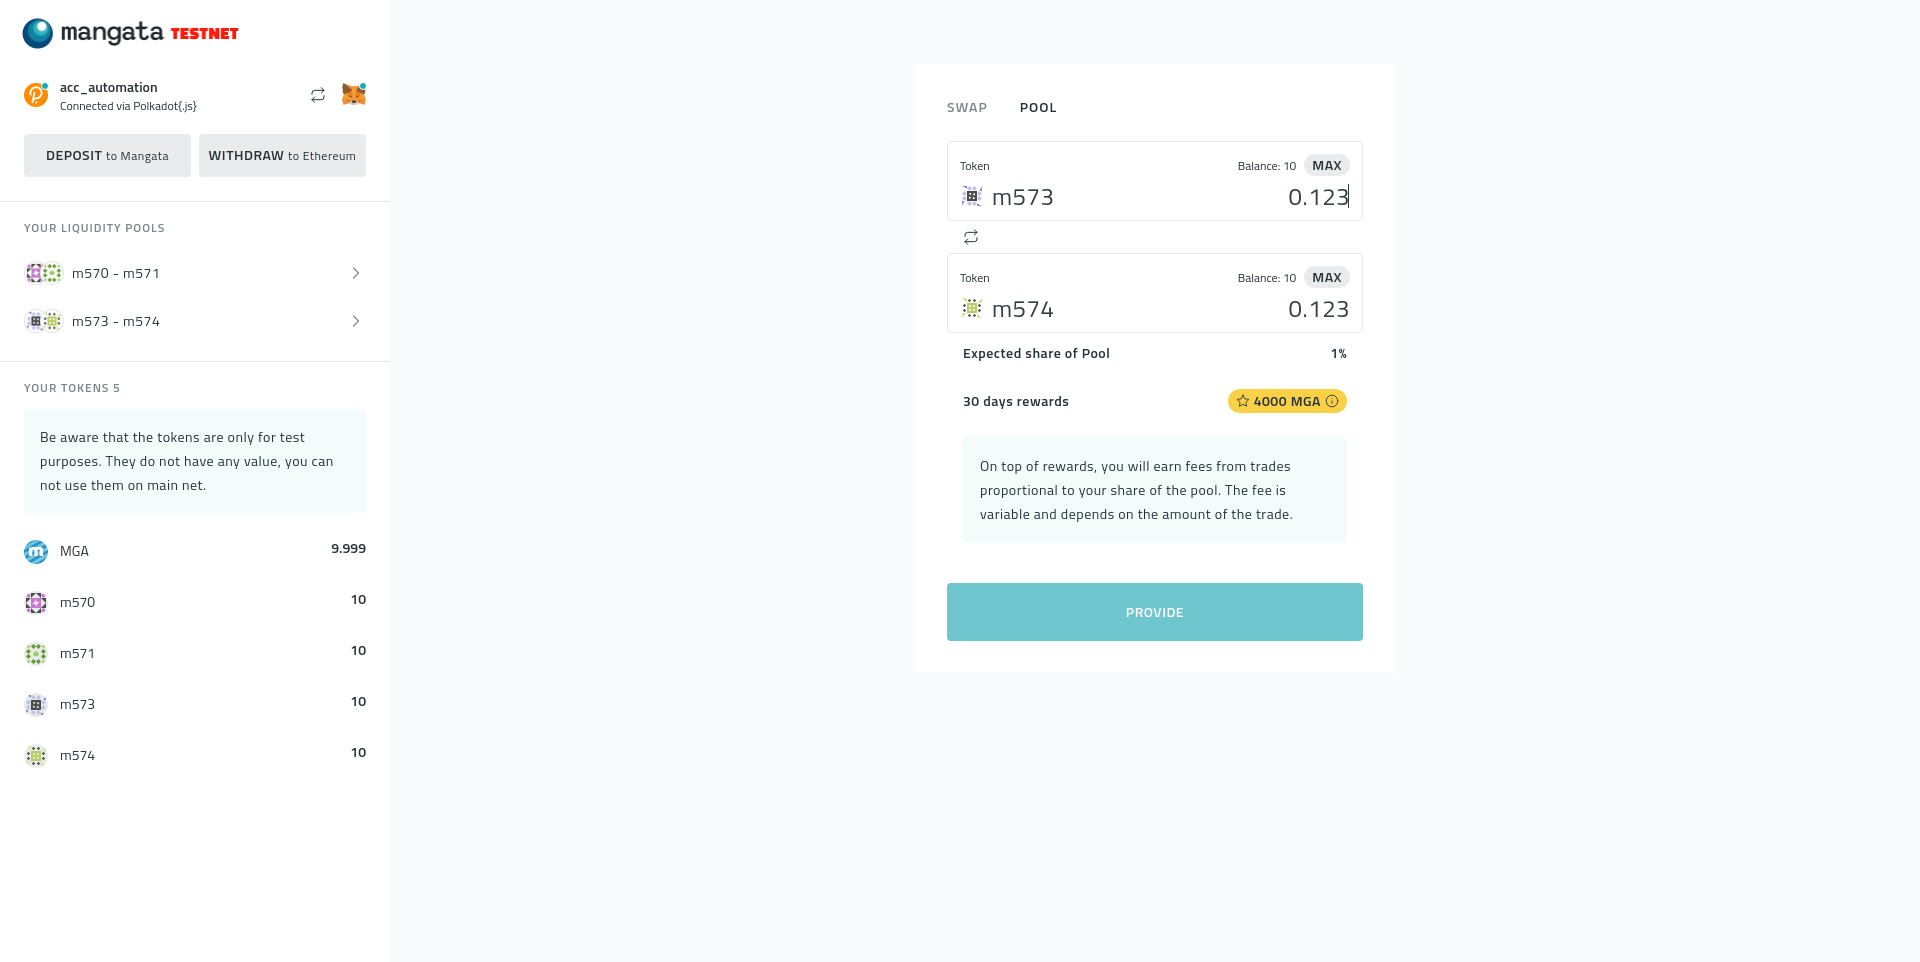 mangata TESTNET
acc_automation
Connected via Polkadot{.js}
DEPOSIT to Mangata
WITHDRAW to Ethereum
YOUR LIQUIDITY POOLS
m570 - m571
m573 - m574
YOUR TOKENS 5
Be aware that the tokens are only for test
purposes. They do not have any value, you can
not use them on main net.
MGA 9.999
m570 10
m571 10
m573 10
m574 10
SWAP POOL
Token Balance: 10 MAX
m573 0.123
Token Balance: 10 MAX
m574 0.123
Expected share of Pool 1%
30 days rewards 4000 MGA
On top of rewards, you will earn fees from trades
proportional to your share of the pool. The fee is
variable and depends on the amount of the trade.
PROVIDE